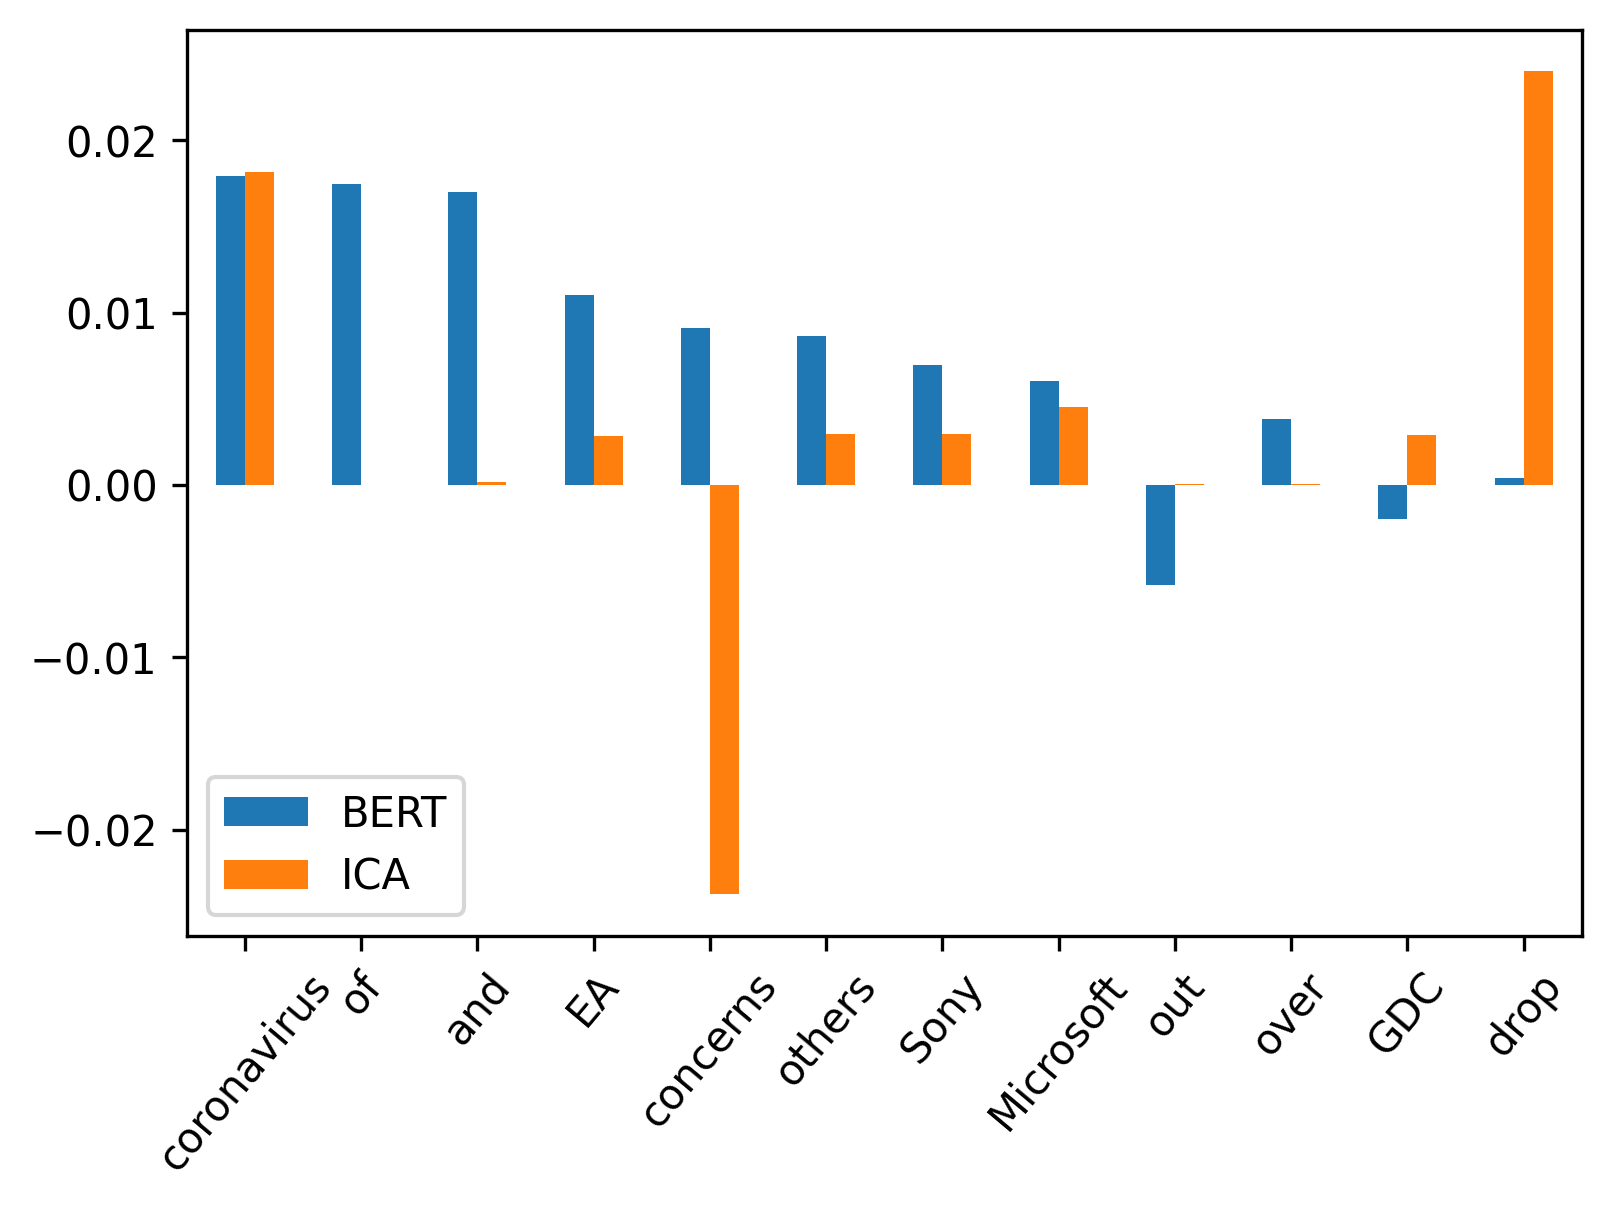 0.02
0.01
0.00
−0.01
−0.02
BERT
ICA
coronavirus
of
and
EA
concerns
others
Sony
Microsoft
out
over
GDC
drop